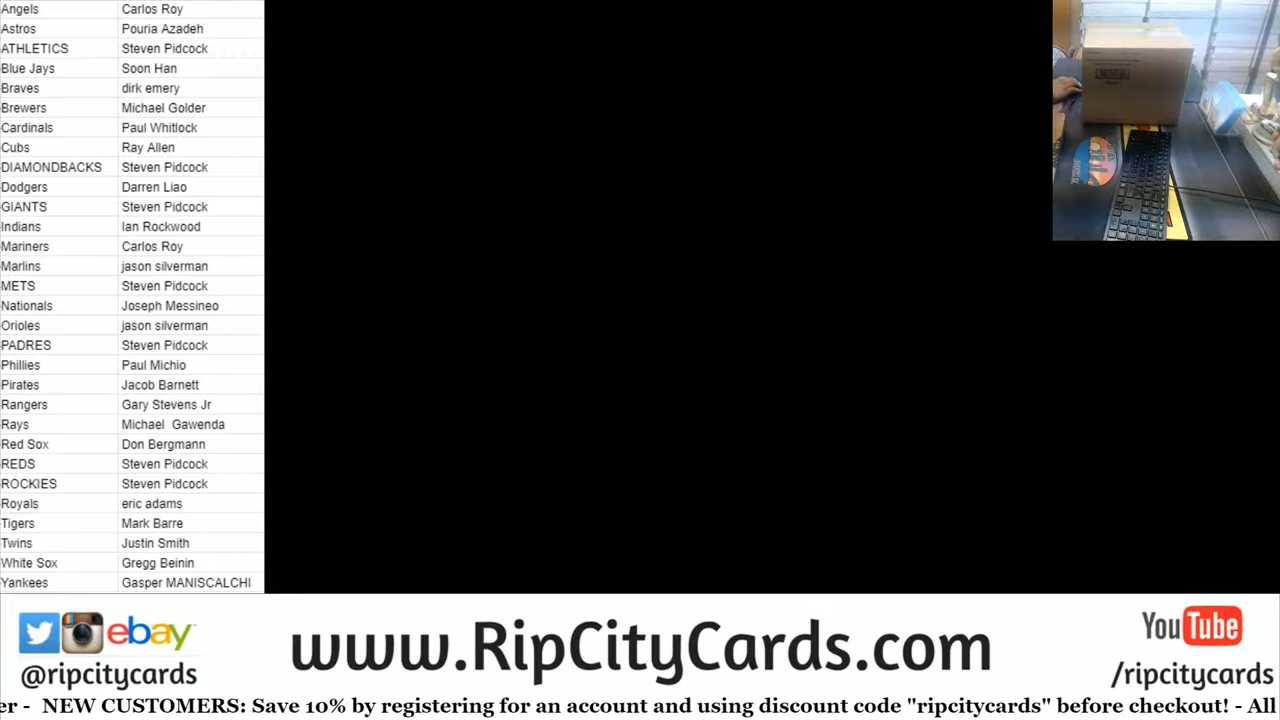 Angels Carlos Roy
Astros Pouria Azadeh
ATHLETICS Steven Pidcock
Blue Jays Soon Han
Braves dirk emery
Brewers Michael Golder
Cardinals Paul Whitlock
Cubs Ray Allen
DIAMONDBACKS Steven Pidcock
Dodgers Darren Liao
GIANTS Steven Pidcock
Indians Ian Rockwood
Mariners Carlos Roy
Marlins jason silverman
METS Steven Pidcock
Nationals Joseph Messineo
Orioles jason silverman
PADRES Steven Pidcock
Phillies Paul Michio
Pirates Jacob Barnett
Rangers Gary Stevens Jr
Rays Michael Gawenda
Red Sox Don Bergmann
REDS Steven Pidcock
ROCKIES Steven Pidcock
Royals eric adams
Tigers Mark Barre
Twins Justin Smith
White Sox Gregg Beinin
Yankees Gasper MANISCALCHI
ebay
@ripcitycards
www.RipCityCards.com
YouTube
/ripcitycards
er - NEW CUSTOMERS: Save 10% by registering for an account and using discount code "ripcitycards" before checkout! - All